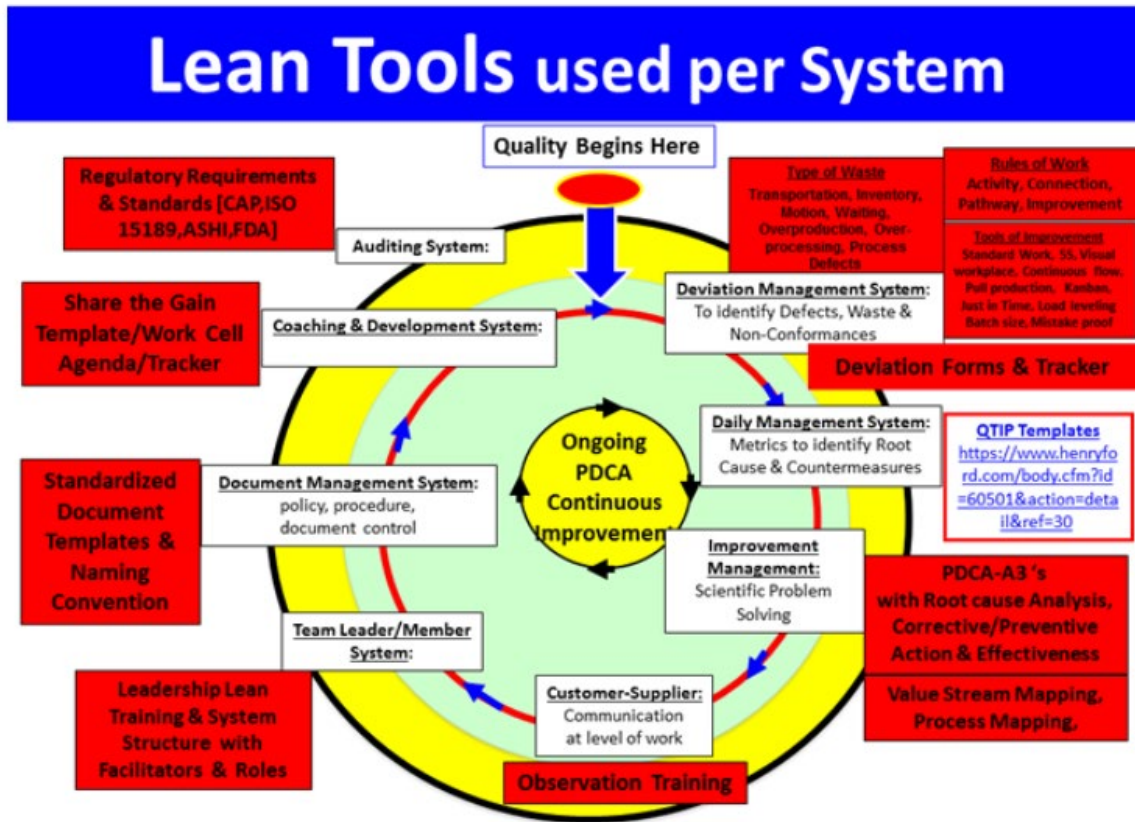 Lean Tools used per System
Quality Begins Here
Regulatory Requirements
& Standards [CAP,ISO
15189,ASHI,FDA]
Auditing System:
Type of Waste
Transportation, Inventory,
Motion, Waiting,
Overproduction, Over-
processing, Process
Defects
Rules of Work
Activity, Connection,
Pathway, Improvement
Tools of Improvement
Standard Work, 5S, Visual
workplace, Continuous flow,
Pull production, Kanban,
Just in Time, Load leveling
Batch size, Mistake proof
Deviation Management System:
To identify Defects, Waste &
Non-Conformances
Deviation Forms & Tracker
Share the Gain
Template/Work Cell
Agenda/Tracker
Coaching & Development System:
Daily Management System:
Metrics to identify Root
Cause & Countermeasures
QTIP Templates
https://www.henryfo
rd.com/body.cfm?id
=60501&action=deta
il&ref=30
Ongoing
PDCA
Continuous
Improvement
Standardized
Document
Templates &
Naming
Convention
Document Management System:
policy, procedure,
document control
Improvement
Management:
Scientific Problem
Solving
PDCA-A3 's
with Root cause Analysis,
Corrective/Preventive
Action & Effectiveness
Value Stream Mapping,
Process Mapping,
Team Leader/Member
System:
Leadership Lean
Training & System
Structure with
Facilitators & Roles
Customer-Supplier:
Communication
at level of work
Observation Training